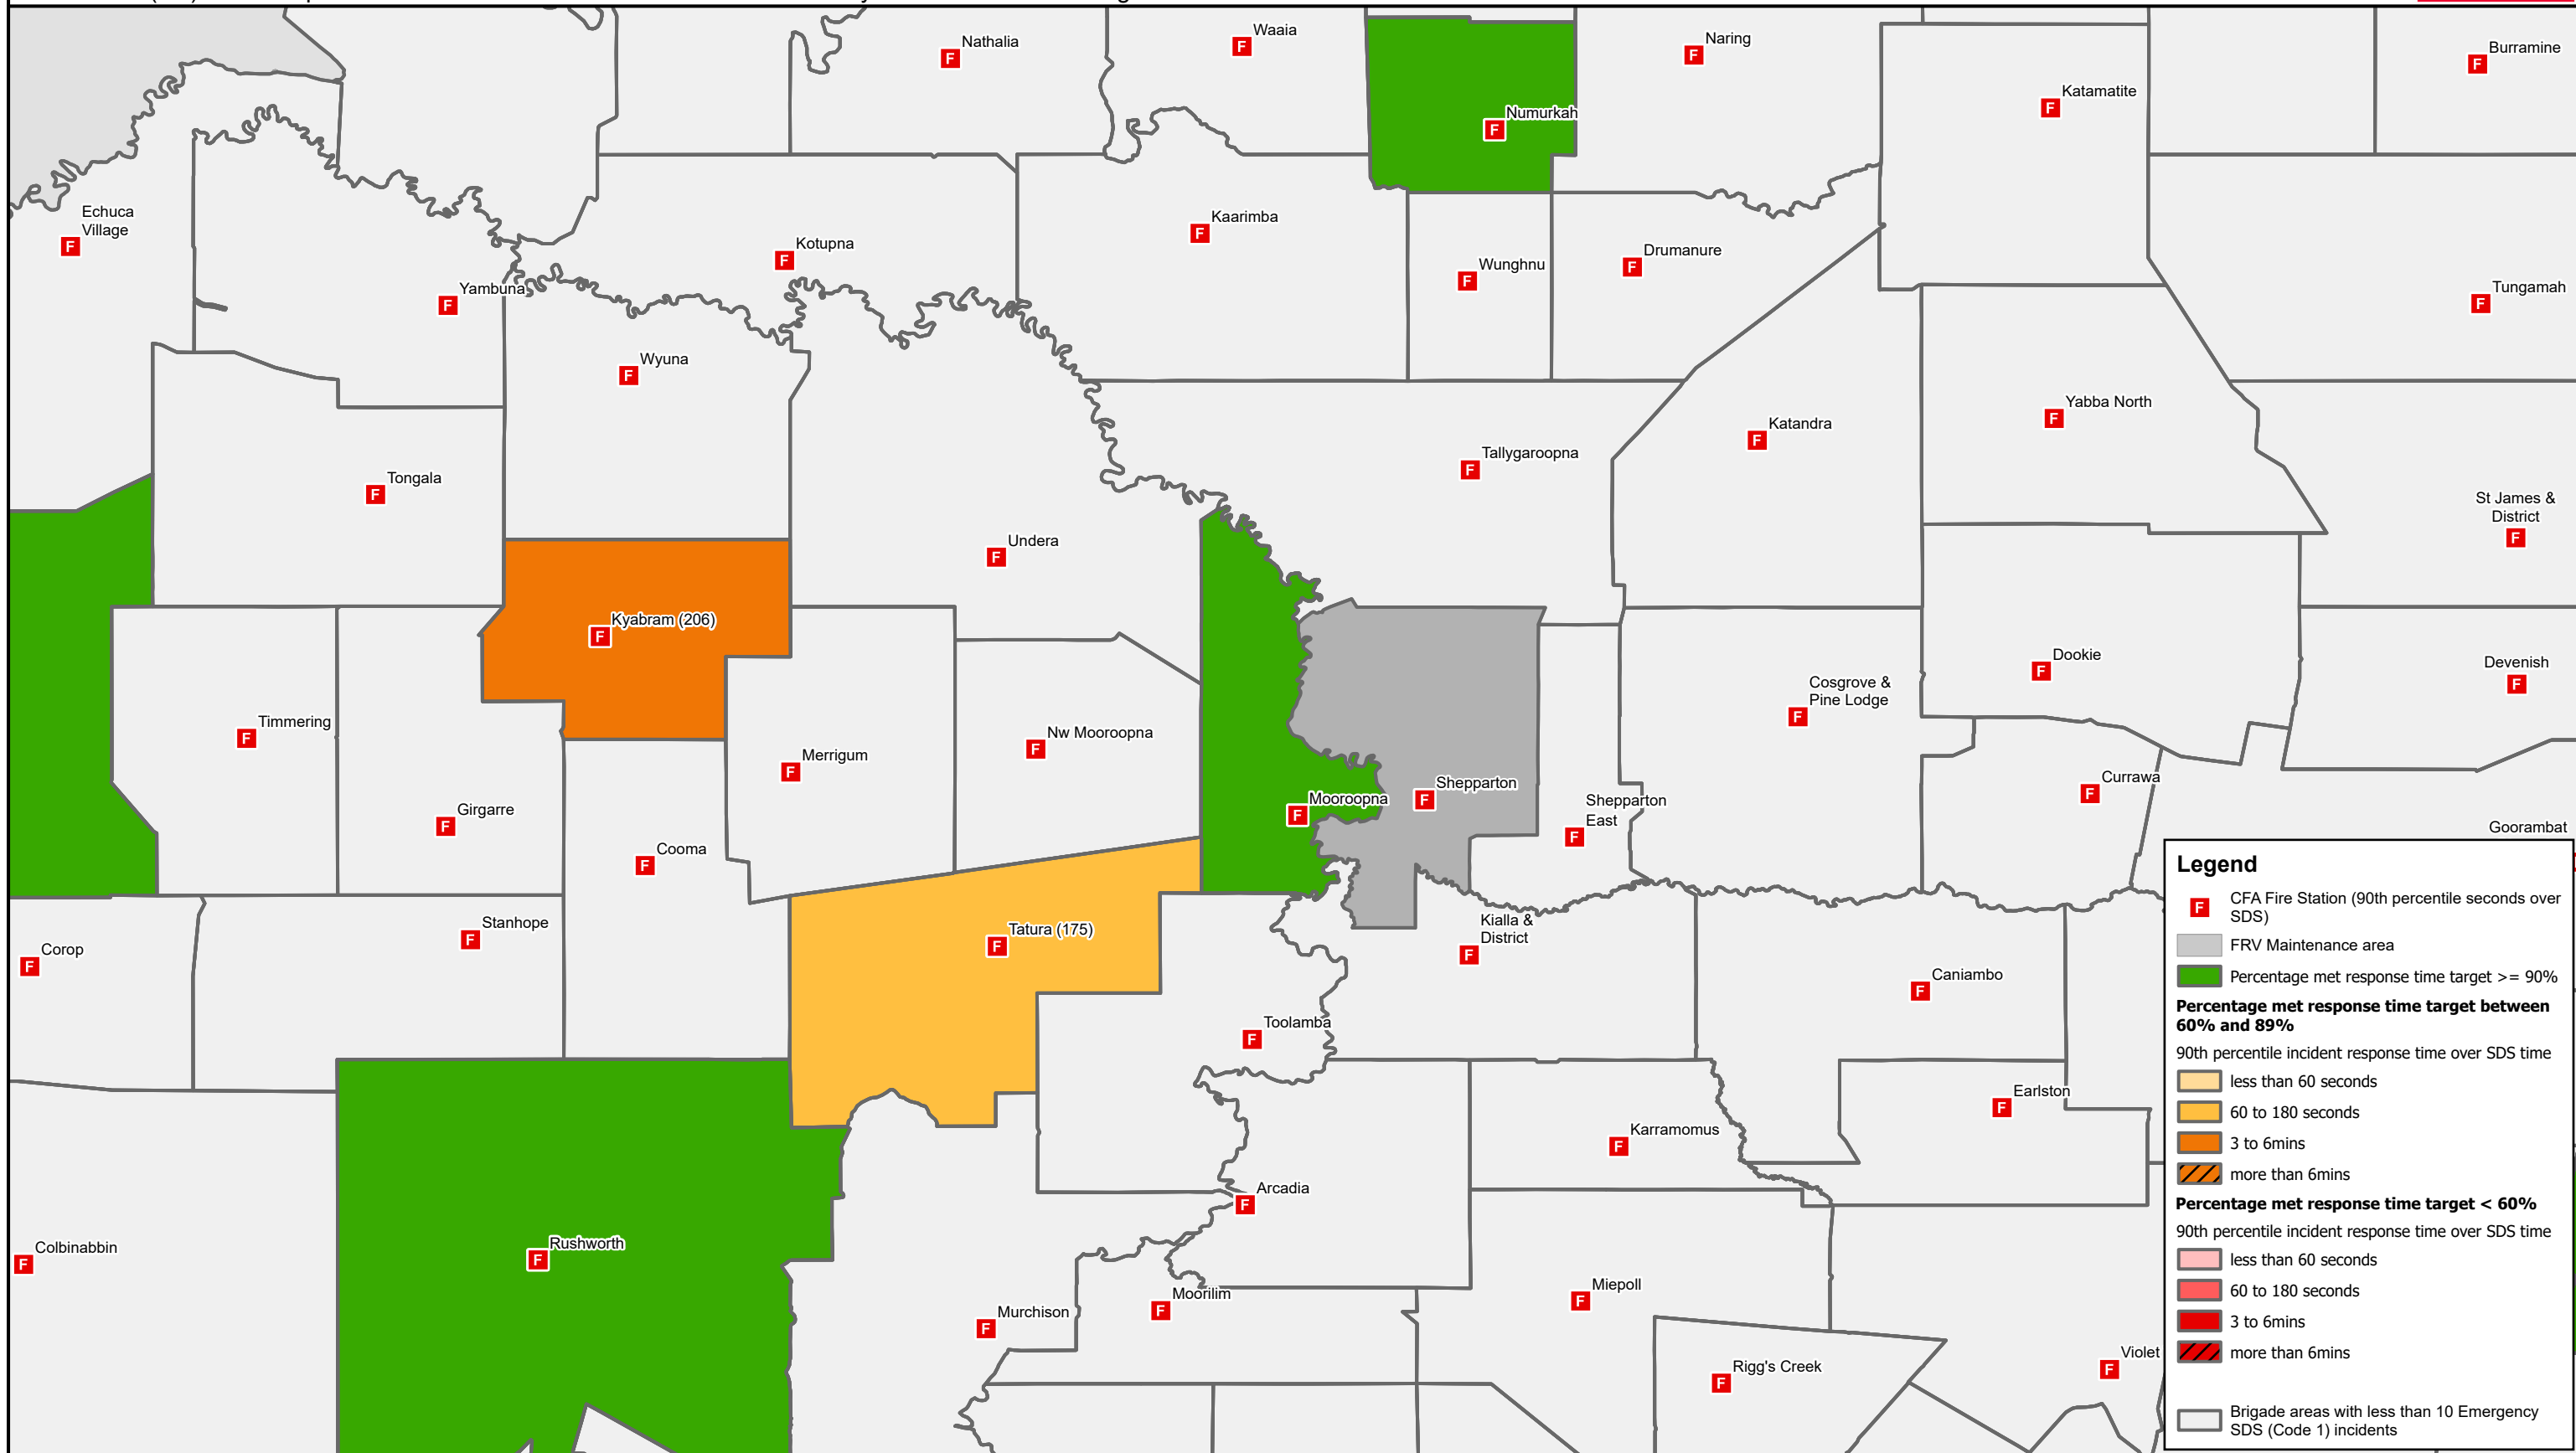 Nathalia
Waaia
Naring
Burramine
Katamatite
Numurkah
Echuca
Village
Kaarimba
Kotupna
Drumanure
Wunghnu
Yambuna
Tungamah
Wyuna
Yabba North
Katandra
Tallygaroopna
Tongala
St James &
District
Undera
Kyabram (206)
Dookie
Devenish
Cosgrove &
Pine Lodge
Timmering
Nw Mooroopna
Merrigum
Currawa
Shepparton
Mooroopna
Shepparton
East
Girgarre
Goorambat
Cooma
Stanhope
Tatura (175)
Kialla &
District
Corop
Caniambo
Toolamba
Earlston
Karramomus
Arcadia
Rushworth
Colbinabbin
Miepoll
Moorilim
Murchison
Violet
Rigg's Creek
Legend
CFA Fire Station (90th percentile seconds over
SDS)
FRV Maintenance area
Percentage met response time target >= 90%
Percentage met response time target between
60% and 89%
90th percentile incident response time over SDS time
less than 60 seconds
60 to 180 seconds
3 to 6mins
more than 6mins
Percentage met response time target < 60%
90th percentile incident response time over SDS time
less than 60 seconds
60 to 180 seconds
3 to 6mins
more than 6mins
Brigade areas with less than 10 Emergency
SDS (Code 1) incidents